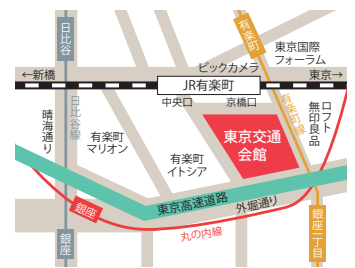 日比谷
有楽町
東京国際
フォーラム
ビックカメラ
←新橋
東京→
JR有楽町
中央口
京橋口
日比谷線
晴海通り
有楽町
マリオン
有楽町
イトシア
東京交通
会館
有楽町線
ロフト
無印良品
東京高速道路
外堀通り
銀座
丸の内線
銀座
銀座一丁目